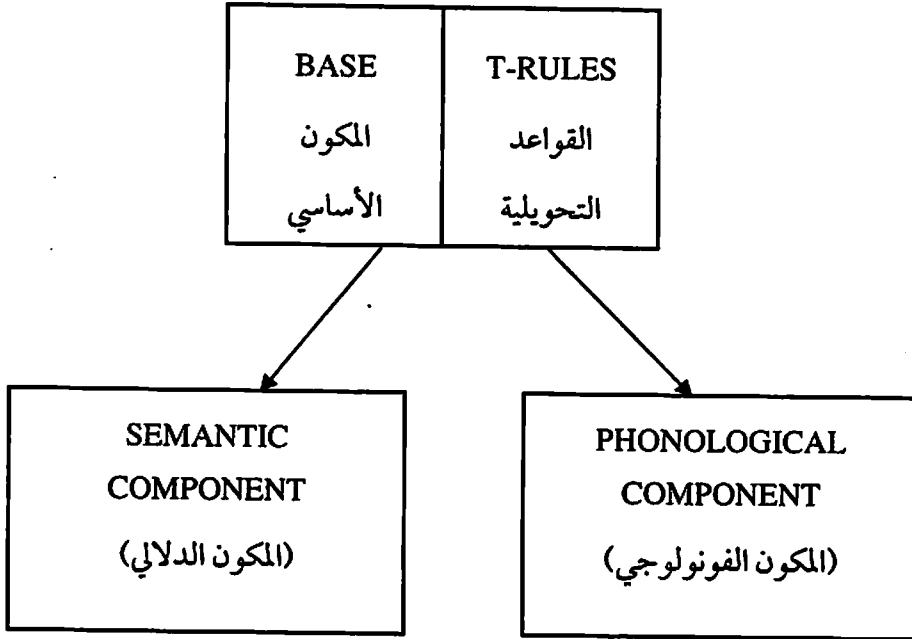 BASE
المكون
الأساسي
T-RULES
القواعد
التحويلية
SEMANTIC
COMPONENT
(المكون الدلالي)
PHONOLOGICAL
COMPONENT
(المكون الفونولوجي)